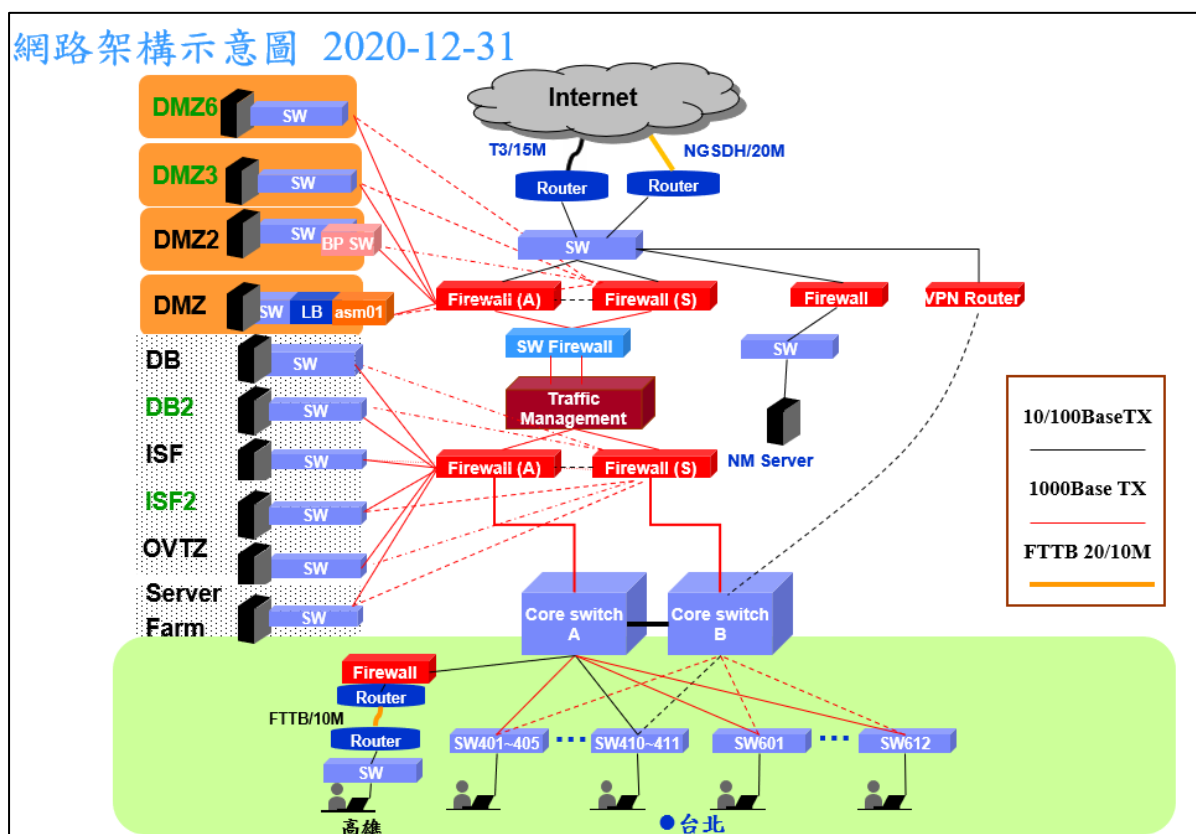 網路架構示意圖 2020-12-31
Internet
T3/15M
NGSDH/20M
Router
Router
SW
DMZ6
SW
DMZ3
SW
DMZ2
SW
BP SW
DMZ
SW
LB
asm01
Firewall (A)
Firewall (S)
Firewall
VPN Router
SW Firewall
SW
NM Server
Traffic
Management
Firewall (A)
Firewall (S)
DB
SW
DB2
SW
ISF
SW
ISF2
SW
OVTZ
SW
Server
Farm
SW
10/100BaseTX
1000Base TX
FTTB 20/10M
Core switch
A
Core switch
B
Firewall
Router
FTTB/10M
Router
SW
高雄
SW401~405
SW410~411
SW601
SW612
台北